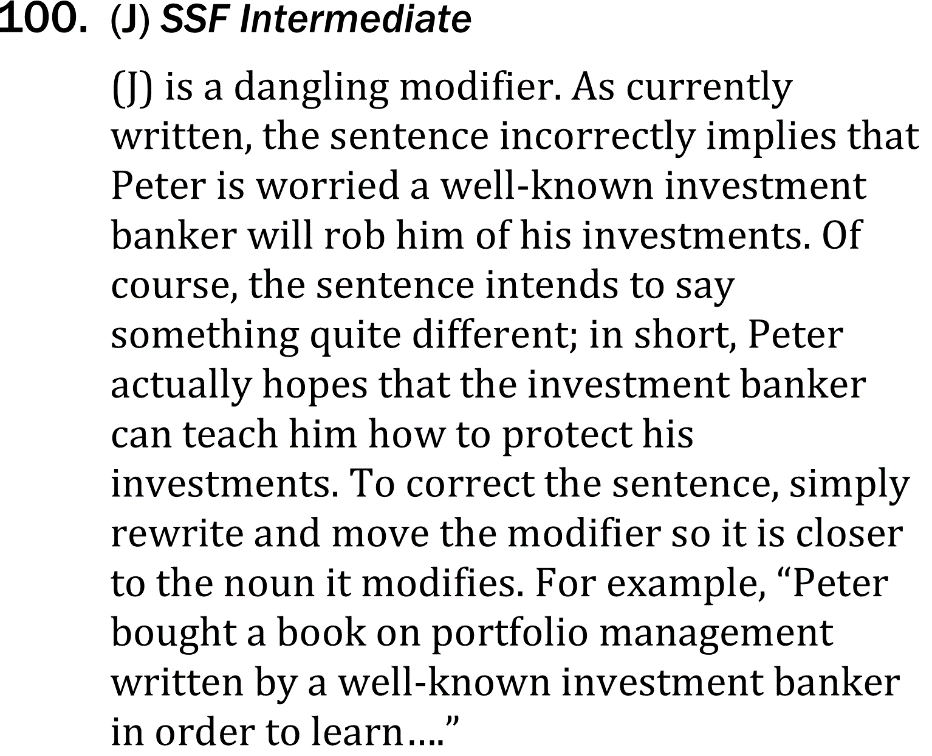 100. (J) SSF Intermediate
(J) is a dangling modifier. As currently
written, the sentence incorrectly implies that
Peter is worried a well-known investment
banker will rob him of his investments. Of
course, the sentence intends to say
something quite different; in short, Peter
actually hopes that the investment banker
can teach him how to protect his
investments. To correct the sentence, simply
rewrite and move the modifier so it is closer
to the noun it modifies. For example, “Peter
bought a book on portfolio management
written by a well-known investment banker
in order to learn….”